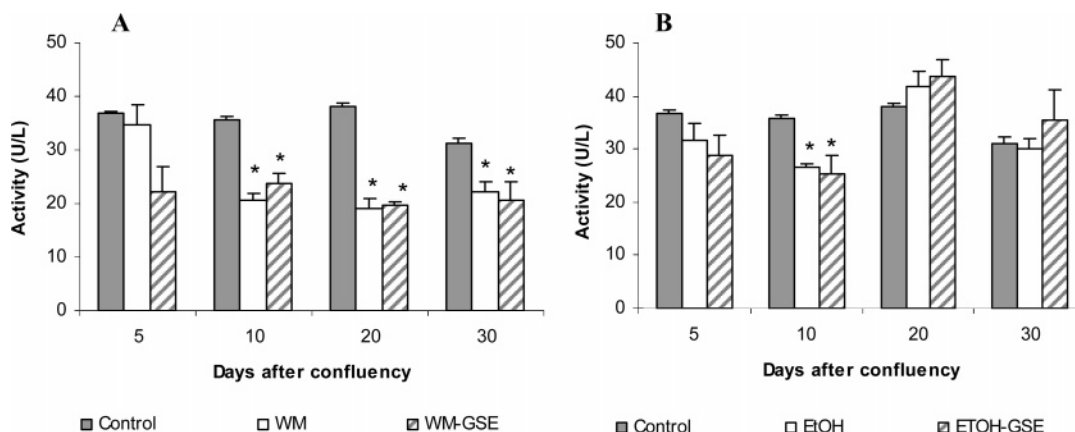 A
50
40
30
20
10
0
Activity (U/L)
* * * * * *
5 10 20 30
Days after confluency
Control WM WM-GSE
B
50
40
30
20
10
0
Activity (U/L)
* *
5 10 20 30
Days after confluency
Control EtOH ETOH-GSE